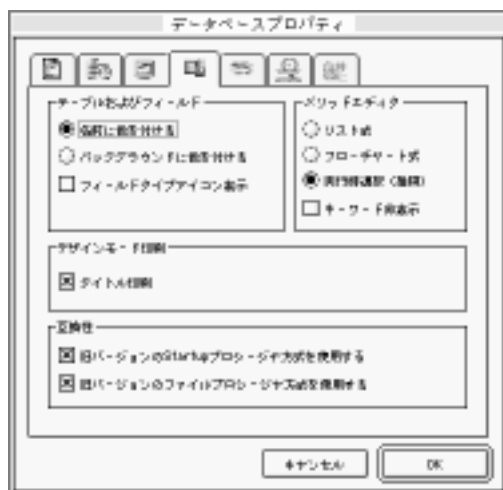 データベースプロパティ
テーブルおよびフィールド
名前に色を付ける
バックグラウンドに色を付ける
フィールドタイプアイコン表示
メソッドエディタ
リスト式
フローチャート式
実行時選択（推奨）
キーワード非表示
デザインモード印刷
タイトル印刷
互換性
旧バージョンのStartupプロシージャ方式を使用する
旧バージョンのファイルプロシージャ方式を使用する
キャンセル
OK